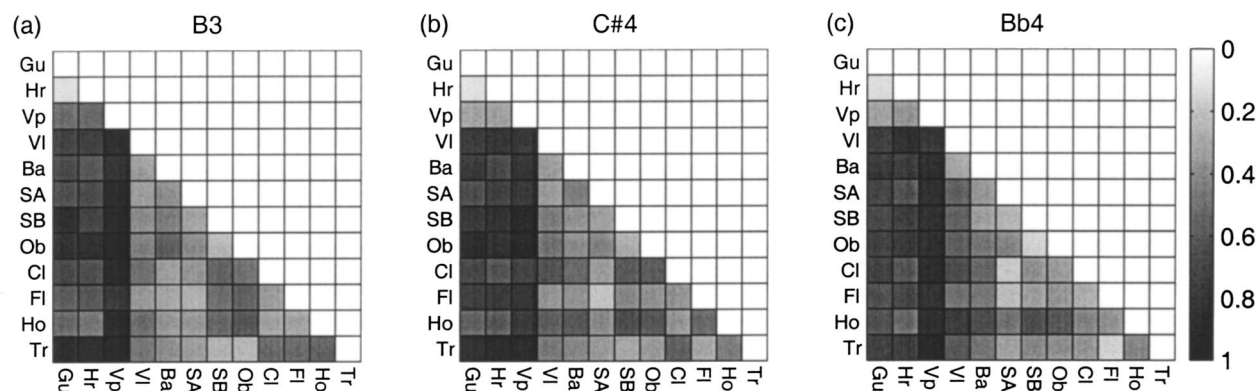 (a) B3 (b) C#4 (c) Bb4
Gu Gu Gu 0
Hr Hr Hr
Vp Vp Vp 0.2
Vl Vl Vl
Ba Ba Ba 0.4
SA SA SA
SB SB SB 0.6
Ob Ob Ob
Cl Cl Cl 0.8
Fl Fl Fl
Ho Ho Ho
Tr Tr Tr 1
Gu Hr Vp Vl Ba SA SB Ob Cl Fl Ho Tr Gu Hr Vp Vl Ba SA SB Ob Cl Fl Ho Tr Gu Hr Vp Vl Ba SA SB Ob Cl Fl Ho Tr